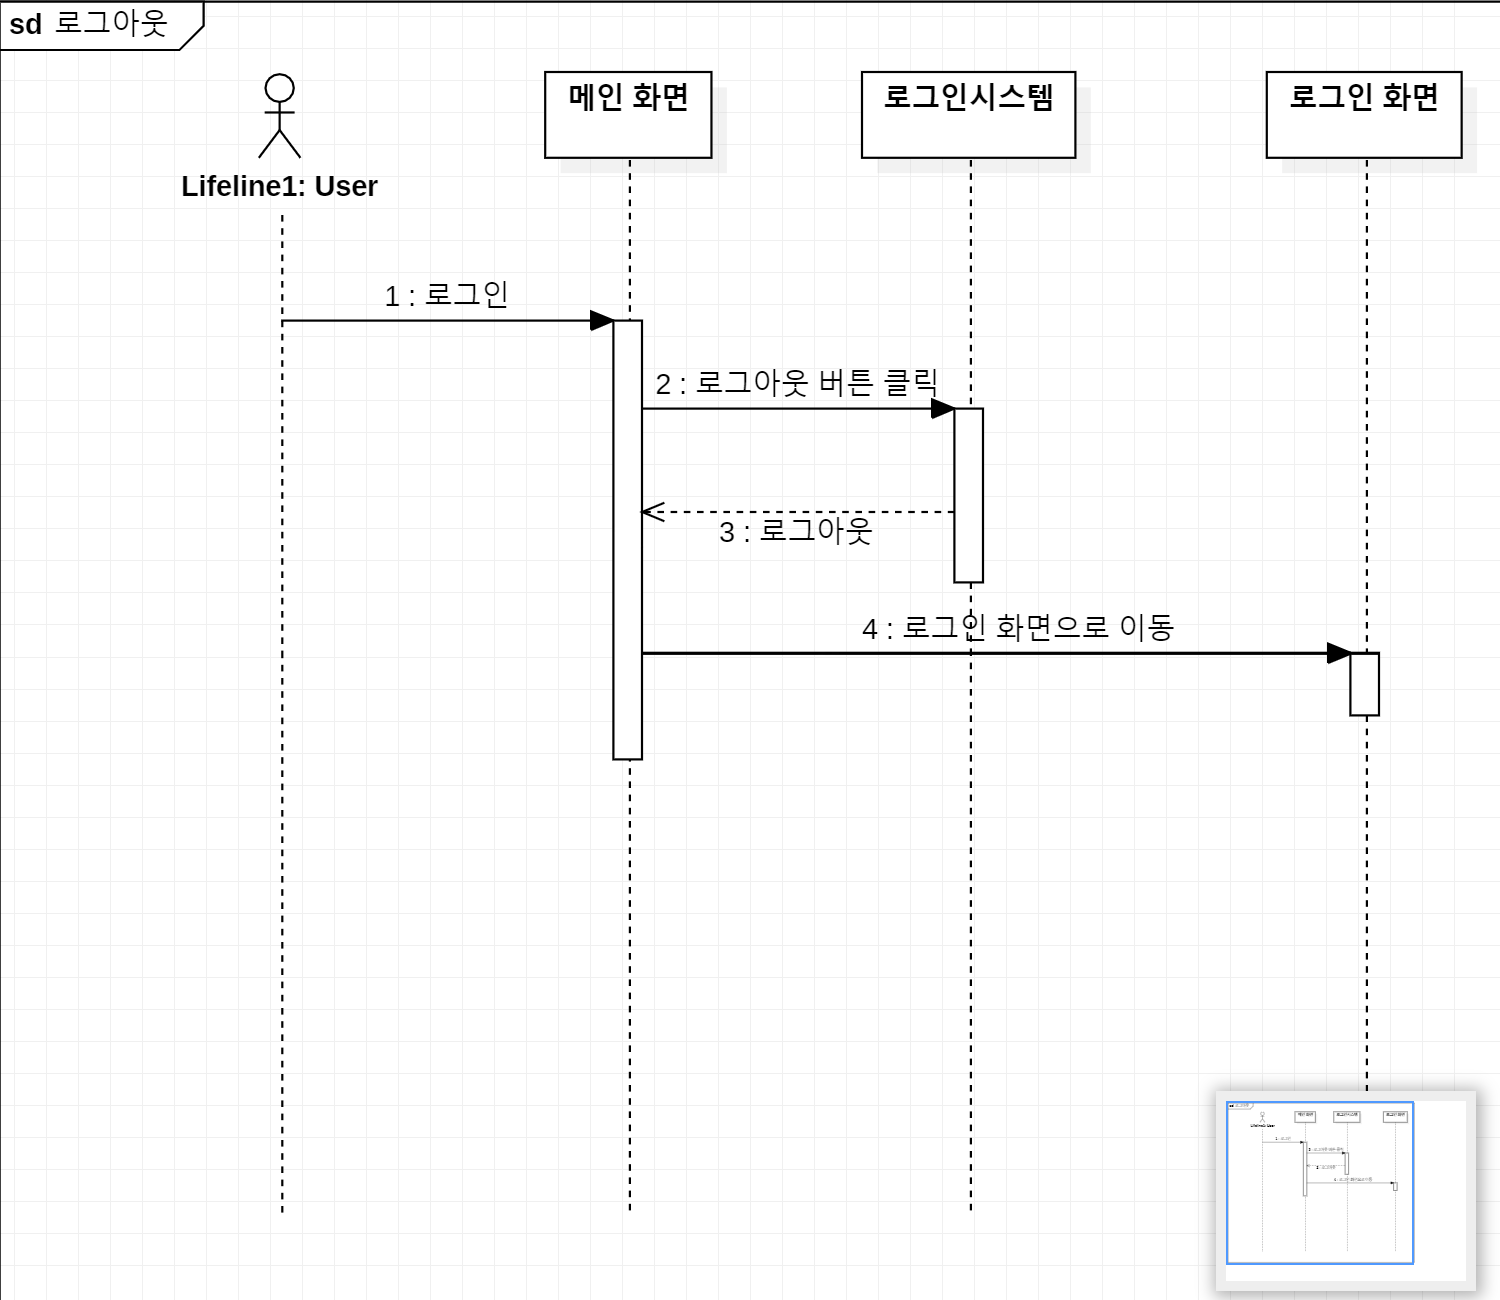 sd 로그아웃
메인 화면
로그인시스템
로그인 화면
Lifeline1: User
1 : 로그인
2 : 로그아웃 버튼 클릭
3 : 로그아웃
4 : 로그인 화면으로 이동